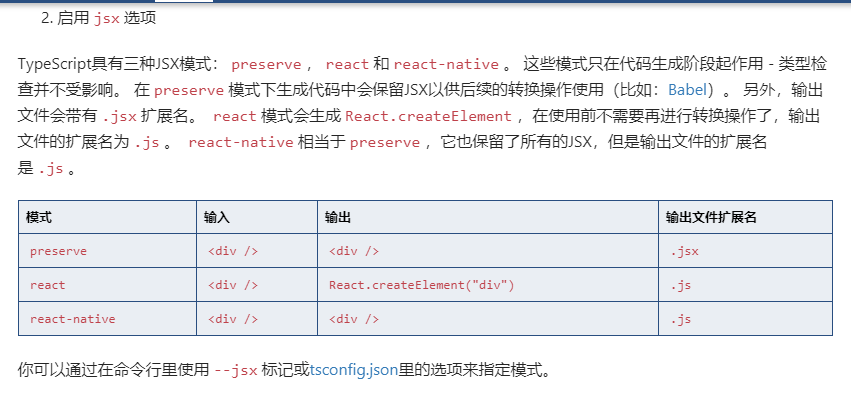 2. 启用 jsx 选项
TypeScript具有三种JSX模式： preserve ， react 和 react-native 。 这些模式只在代码生成阶段起作用 - 类型检
查并不受影响。 在 preserve 模式下生成代码中会保留JSX以供后续的转换操作使用（比如：Babel）。 另外，输出
文件会带有 .jsx 扩展名。 react 模式会生成 React.createElement ，在使用前不需要再进行转换操作了，输出
文件的扩展名为 .js 。 react-native 相当于 preserve ，它也保留了所有的JSX，但是输出文件的扩展名
是 .js 。
模式 输入 输出 输出文件扩展名
preserve <div /> <div /> .jsx
react <div /> React.createElement("div") .js
react-native <div /> <div /> .js
你可以通过在命令行里使用 --jsx 标记或tsconfig.json里的选项来指定模式。